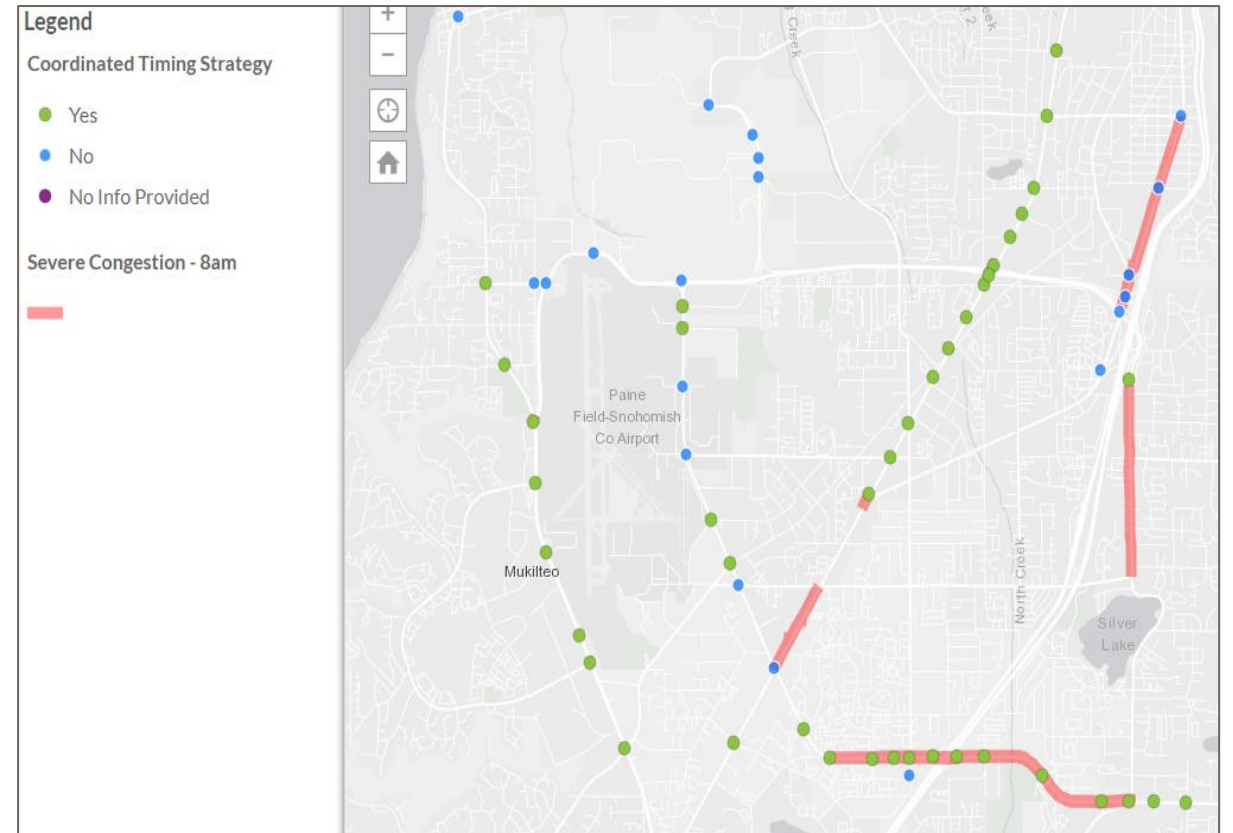 Legend
Coordinated Timing Strategy
Yes
No
No Info Provided
Severe Congestion - 8am
+
−
Creek
Creek
Paine
Field-Snohomish
Co Airport
Mukilteo
North Creek
Silver
Lake